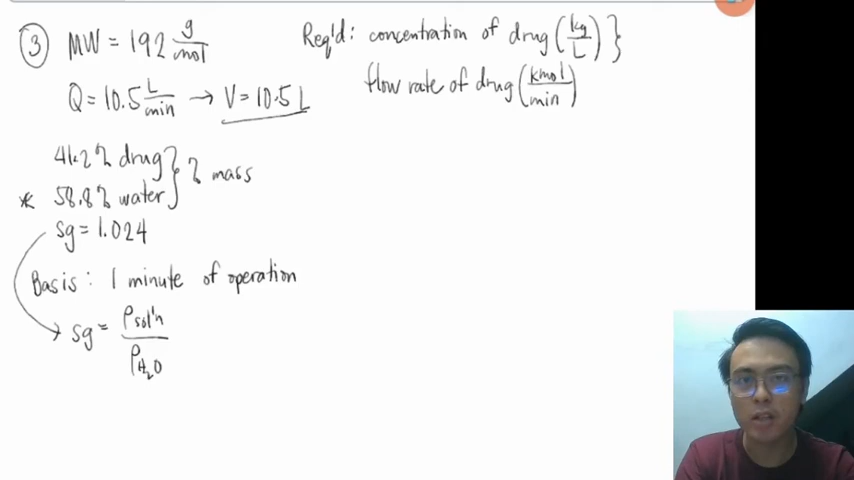 ③ MW = 192 g/mol
Req'd: concentration of drug (kg/L) }
flow rate of drug (kmol/min)
Q = 10.5 L/min → V = 10.5 L
41.2% drug } % mass
* 58.8% water
sg = 1.024
Basis: 1 minute of operation
→ sg = ρsol'n / ρH₂O